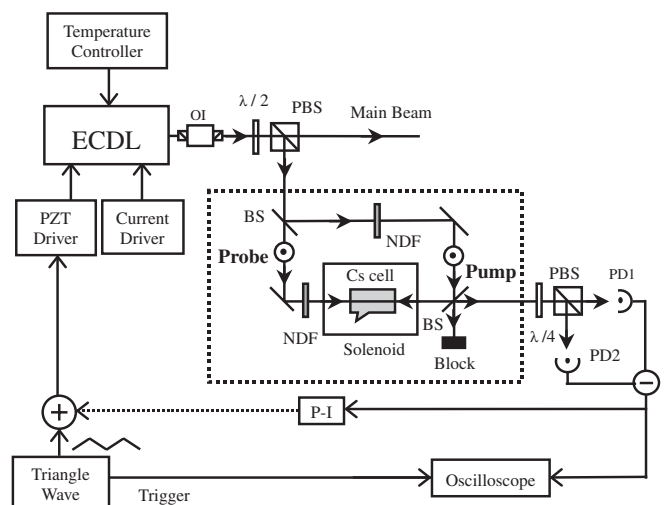 Temperature
Controller
ECDL
OI
λ / 2
PBS
Main Beam
PZT
Driver
Current
Driver
BS
NDF
Probe
Pump
Cs cell
PBS
PD1
NDF
Solenoid
BS
λ/4
PD2
Block
+
−
P-I
Triangle
Wave
Trigger
Oscilloscope